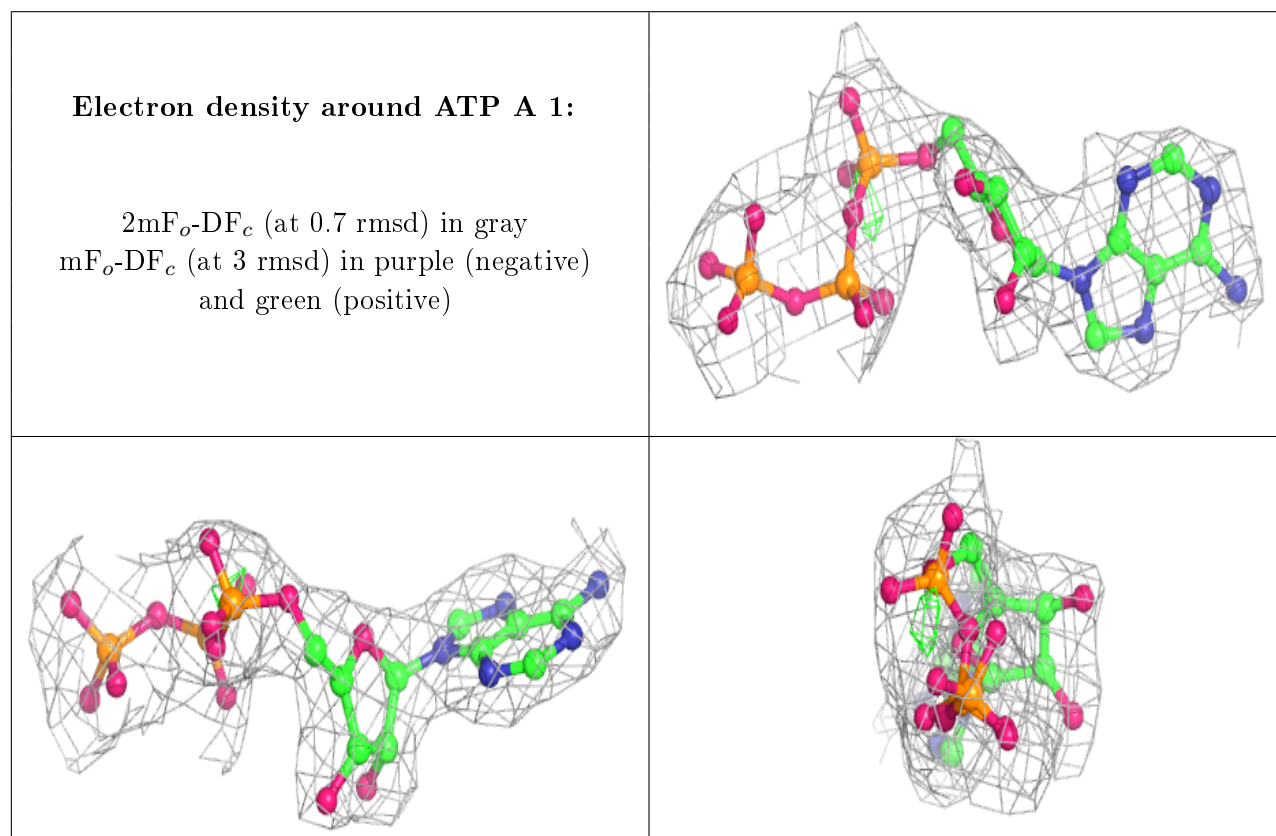 Electron density around ATP A 1:
2mFo-DFc (at 0.7 rmsd) in gray
mFo-DFc (at 3 rmsd) in purple (negative)
and green (positive)